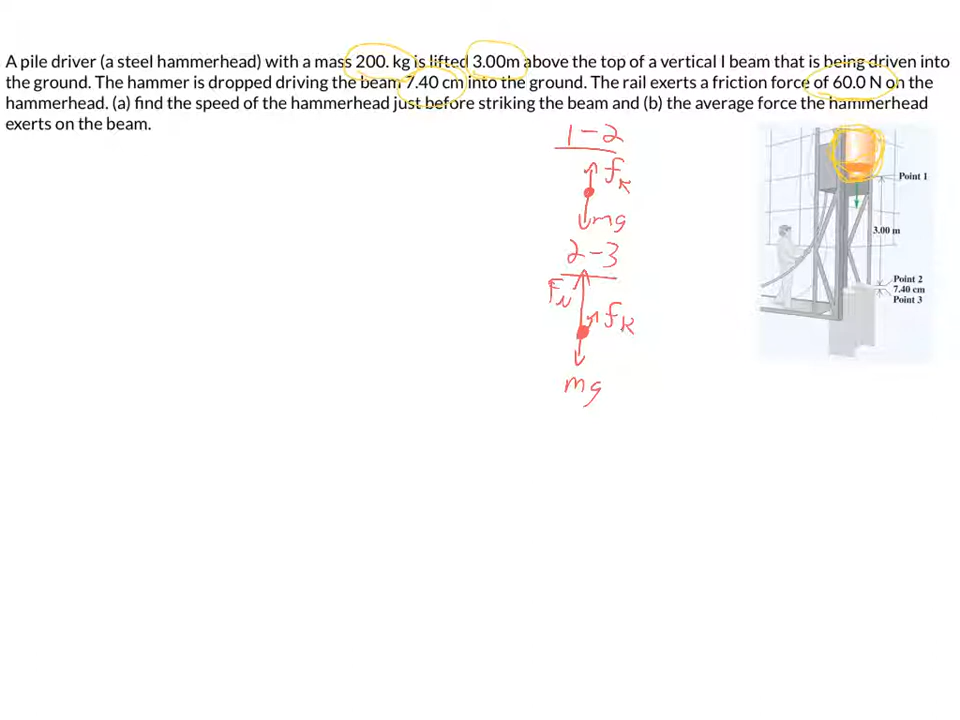 A pile driver (a steel hammerhead) with a mass 200. kg is lifted 3.00m above the top of a vertical I beam that is being driven into
the ground. The hammer is dropped driving the beam 7.40 cm into the ground. The rail exerts a friction force of 60.0 N on the
hammerhead. (a) find the speed of the hammerhead just before striking the beam and (b) the average force the hammerhead
exerts on the beam.
1-2
fk
mg
2-3
FN
fk
mg
Point 1
3.00 m
Point 2
7.40 cm
Point 3